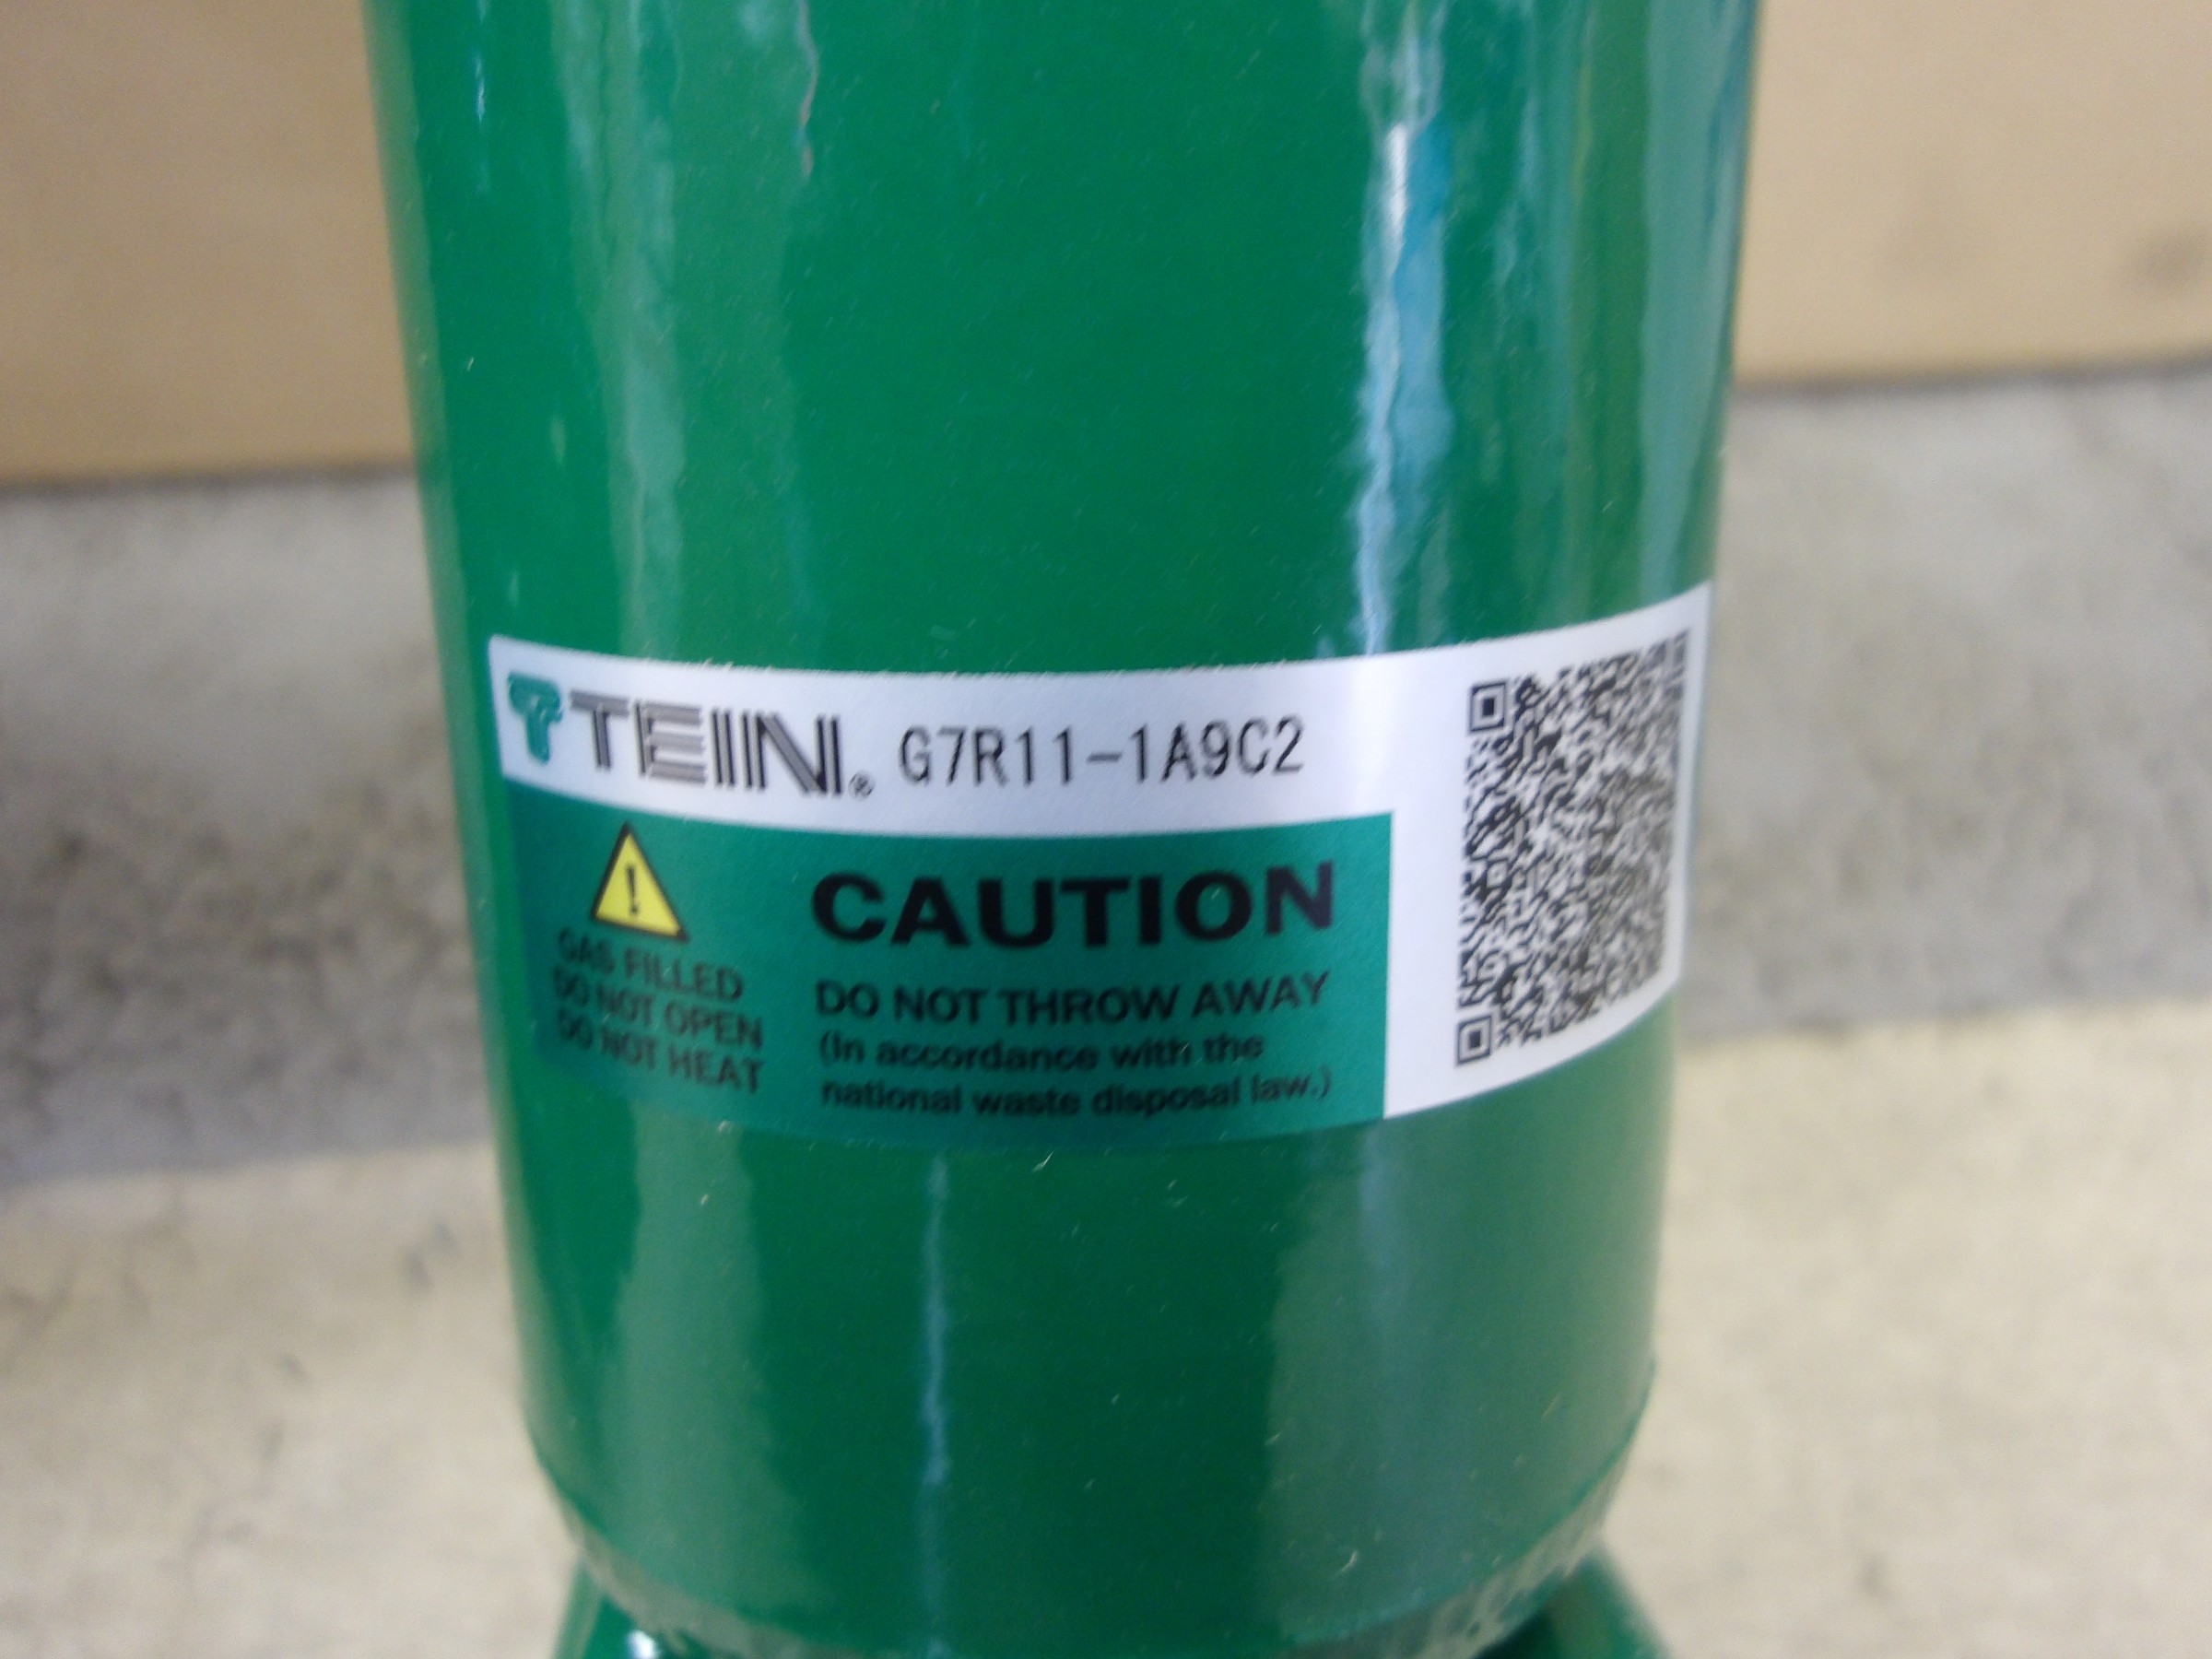 TEIN® G7R11-1A9C2
CAUTION
GAS FILLED
DO NOT OPEN
DO NOT HEAT
DO NOT THROW AWAY
(In accordance with the
national waste disposal law.)